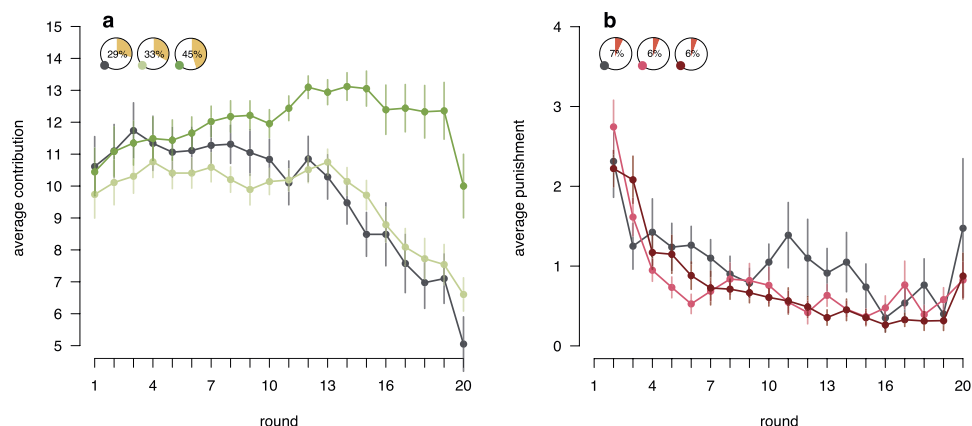 a
29% 33% 45%
average contribution
15
14
13
12
11
10
9
8
7
6
5
1 4 7 10 13 16 20
round
b
7% 6% 6%
average punishment
4
3
2
1
0
1 4 7 10 13 16 20
round